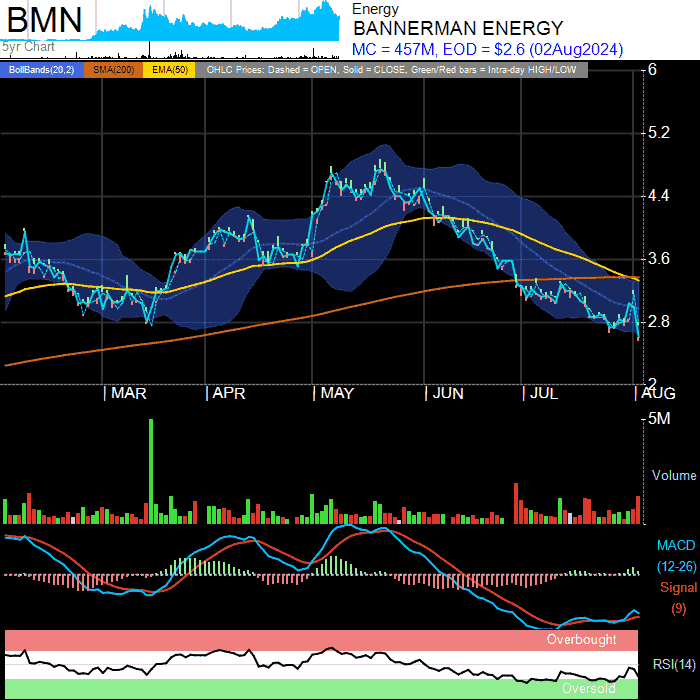 BMN
5yr Chart
Energy
BANNERMAN ENERGY
MC = 457M, EOD = $2.6 (02Aug2024)
BollBands(20,2) SMA(200) EMA(50) OHLC Prices: Dashed = OPEN, Solid = CLOSE, Green/Red bars = Intra-day HIGH/LOW
6
5.2
4.4
3.6
2.8
2
| MAR | APR | MAY | JUN | JUL | AUG
5M
Volume
MACD
(12-26)
Signal
(9)
Overbought
RSI(14)
Oversold